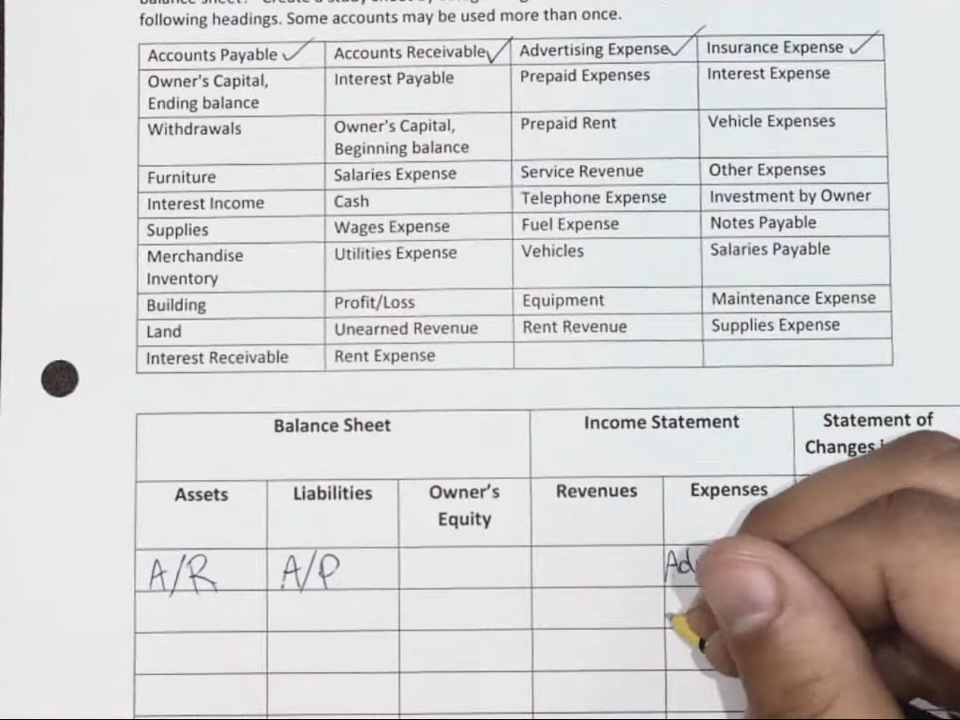 following headings. Some accounts may be used more than once.
Accounts Payable Accounts Receivable Advertising Expense Insurance Expense
Owner's Capital, Ending balance Interest Payable Prepaid Expenses Interest Expense
Withdrawals Owner's Capital, Beginning balance Prepaid Rent Vehicle Expenses
Furniture Salaries Expense Service Revenue Other Expenses
Interest Income Cash Telephone Expense Investment by Owner
Supplies Wages Expense Fuel Expense Notes Payable
Merchandise Inventory Utilities Expense Vehicles Salaries Payable
Building Profit/Loss Equipment Maintenance Expense
Land Unearned Revenue Rent Revenue Supplies Expense
Interest Receivable Rent Expense
Balance Sheet Income Statement Statement of Changes
Assets Liabilities Owner's Equity Revenues Expenses
A/R A/P Ad